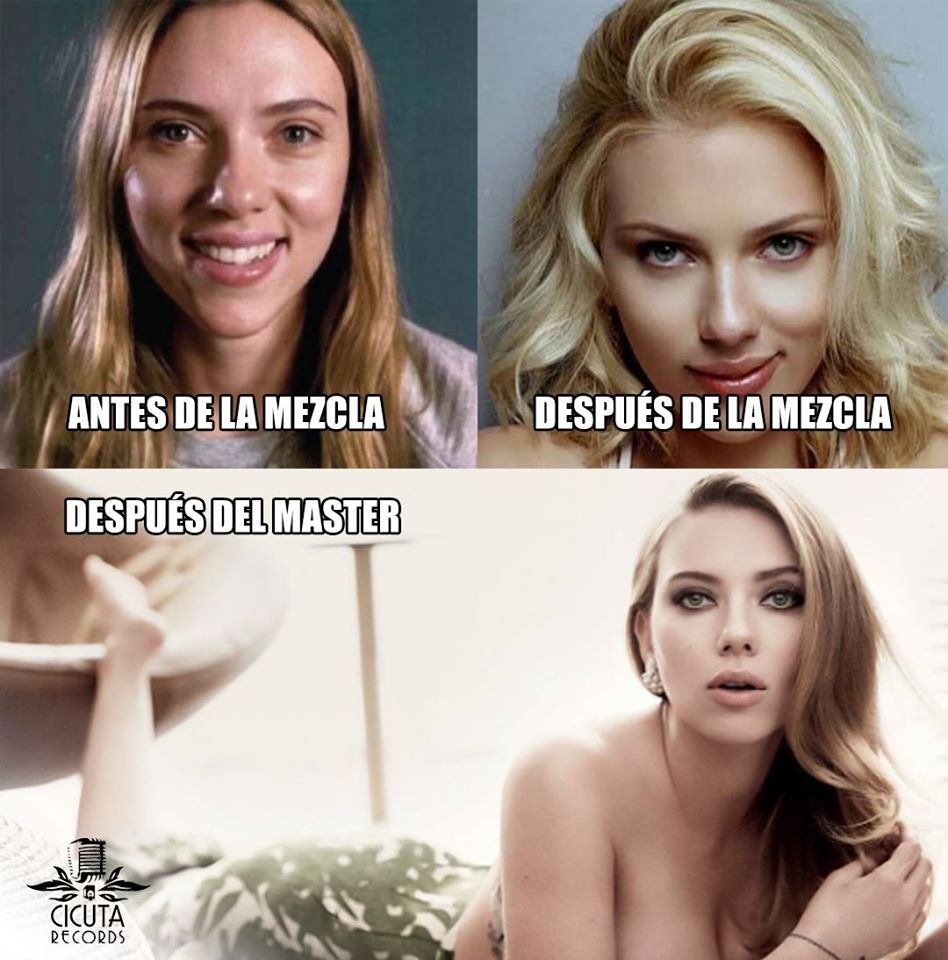 ANTES DE LA MEZCLA
DESPUÉS DE LA MEZCLA
DESPUÉS DEL MASTER
CICUTA
RECORDS